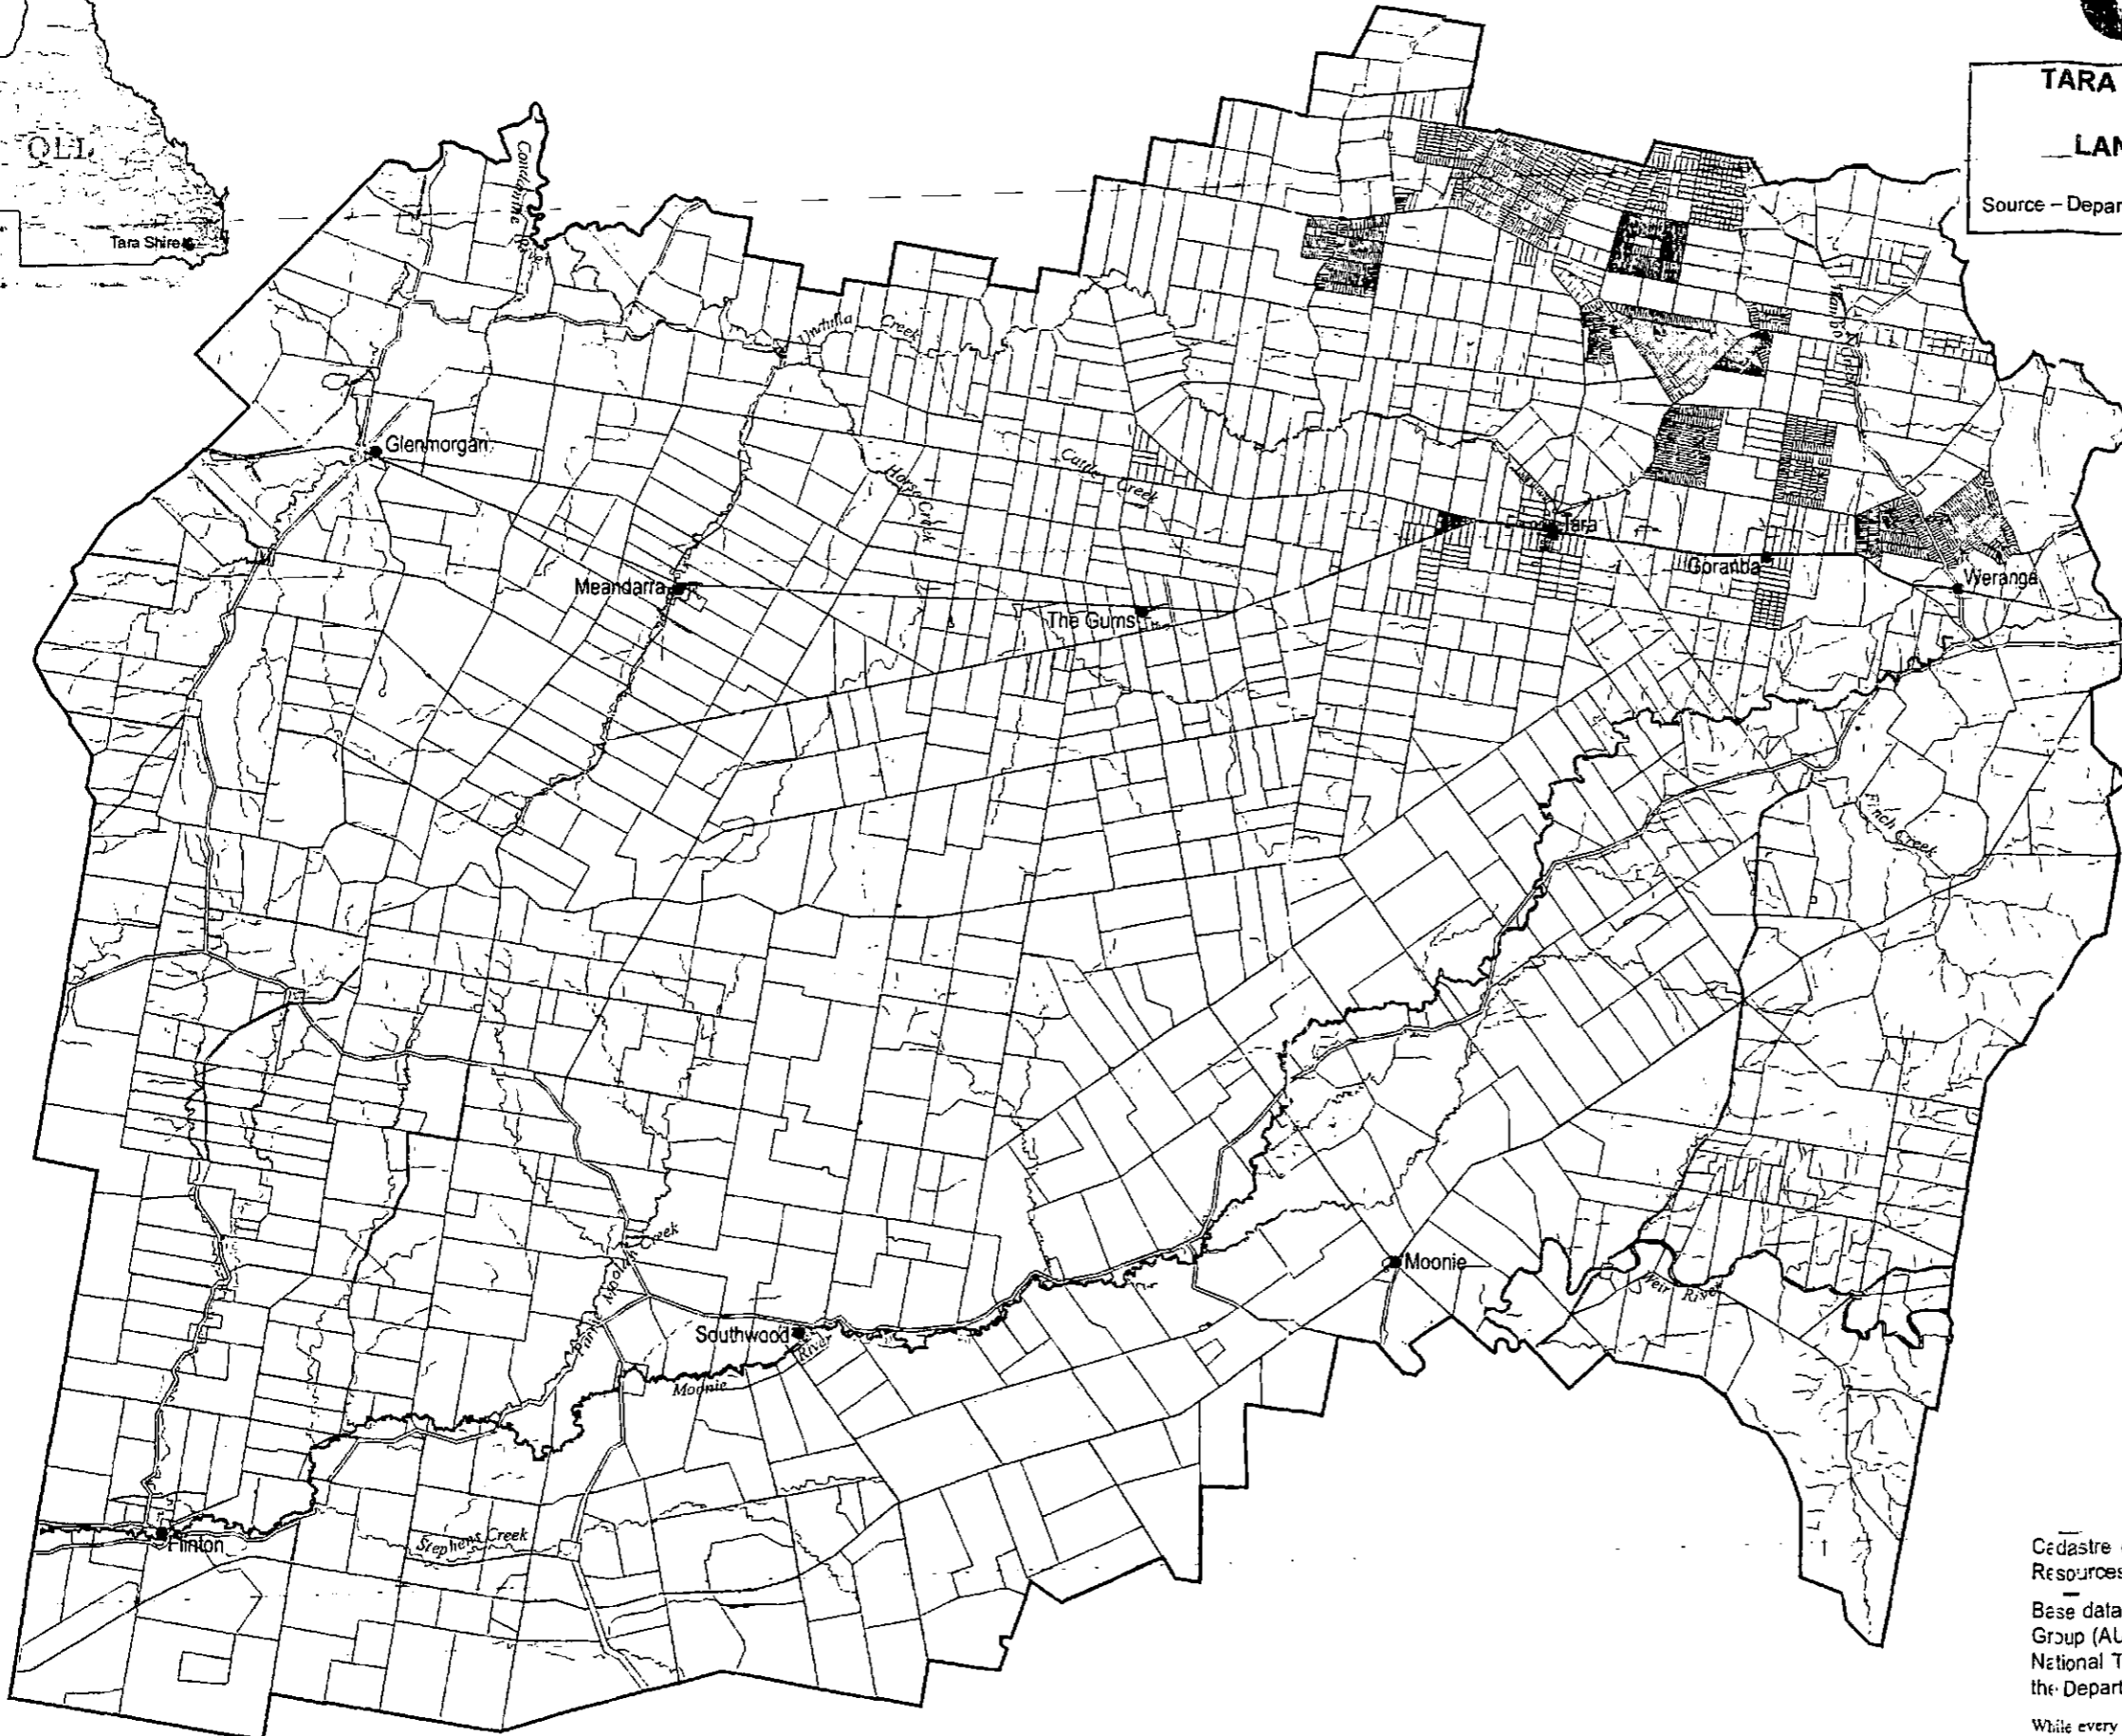 TARA
LAN
Source – Depar
QLD
Tara Shire
Condamine River
Undulla Creek
Glenmorgan
Horse Creek
Cattle Creek
Tara
Goranba
Weranga
Meandarra
The Gums
Creek
Moonie
Weir River
Creek
Southwood
River
Moonie
Flinton
Stephens Creek
Cadastre
Resources
Base data
Group (AU
National T
the Depart
While every